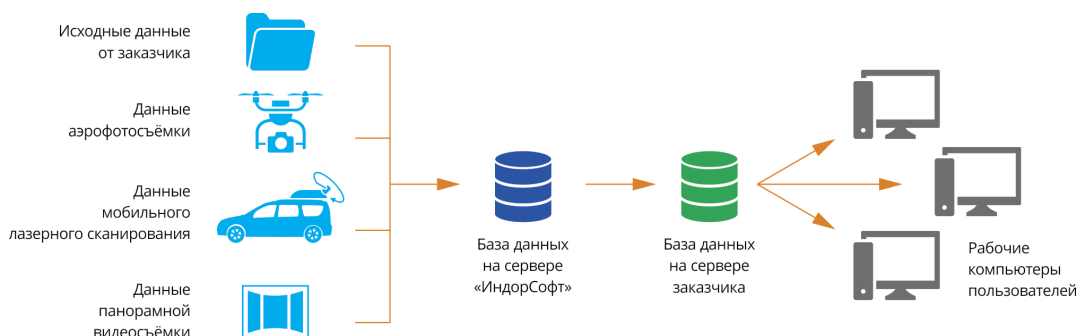 Исходные данные
от заказчика
Данные
аэрофотосъёмки
Данные
мобильного
лазерного сканирования
Данные
панорамной
видеосъёмки
База данных
на сервере
«ИндорСофт»
База данных
на сервере
заказчика
Рабочие
компьютеры
пользователей